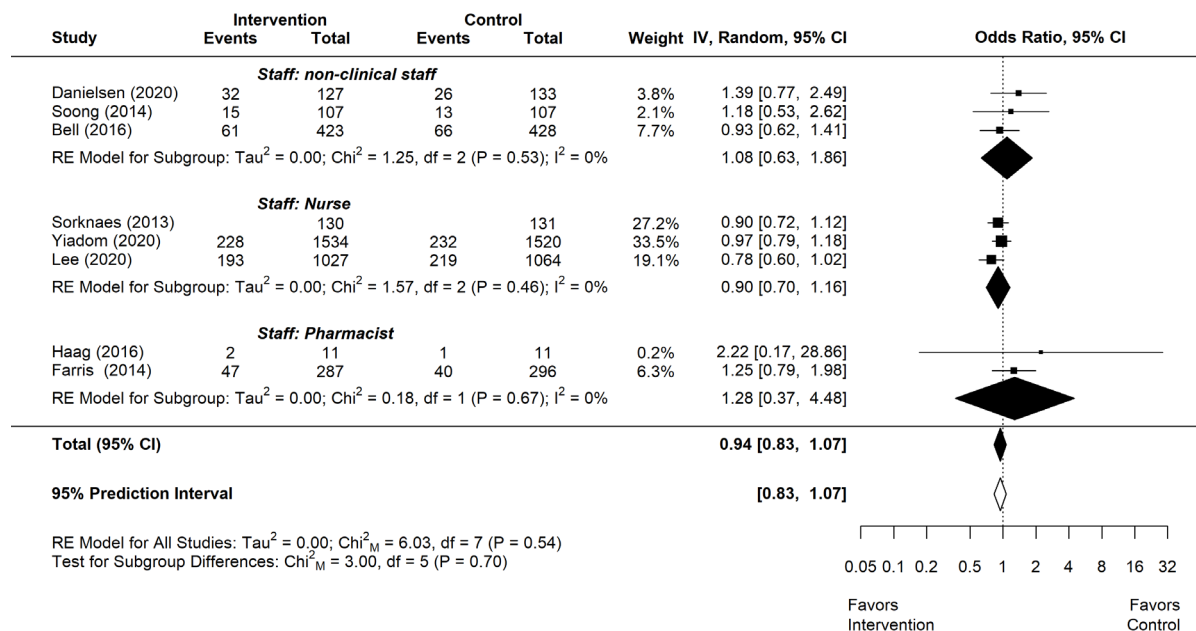 Intervention Control
Study Events Total Events Total Weight IV, Random, 95% CI Odds Ratio, 95% CI
Staff: non-clinical staff
Danielsen (2020) 32 127 26 133 3.8% 1.39 [0.77, 2.49]
Soong (2014) 15 107 13 107 2.1% 1.18 [0.53, 2.62]
Bell (2016) 61 423 66 428 7.7% 0.93 [0.62, 1.41]
RE Model for Subgroup: Tau² = 0.00; Chi² = 1.25, df = 2 (P = 0.53); I² = 0% 1.08 [0.63, 1.86]
Staff: Nurse
Sorknaes (2013) 130 131 27.2% 0.90 [0.72, 1.12]
Yiadom (2020) 228 1534 232 1520 33.5% 0.97 [0.79, 1.18]
Lee (2020) 193 1027 219 1064 19.1% 0.78 [0.60, 1.02]
RE Model for Subgroup: Tau² = 0.00; Chi² = 1.57, df = 2 (P = 0.46); I² = 0% 0.90 [0.70, 1.16]
Staff: Pharmacist
Haag (2016) 2 11 1 11 0.2% 2.22 [0.17, 28.86]
Farris (2014) 47 287 40 296 6.3% 1.25 [0.79, 1.98]
RE Model for Subgroup: Tau² = 0.00; Chi² = 0.18, df = 1 (P = 0.67); I² = 0% 1.28 [0.37, 4.48]
Total (95% CI) 0.94 [0.83, 1.07]
95% Prediction Interval [0.83, 1.07]
RE Model for All Studies: Tau² = 0.00; Chi²M = 6.03, df = 7 (P = 0.54)
Test for Subgroup Differences: Chi²M = 3.00, df = 5 (P = 0.70)
0.05 0.1 0.2 0.5 1 2 4 8 16 32
Favors Favors
Intervention Control